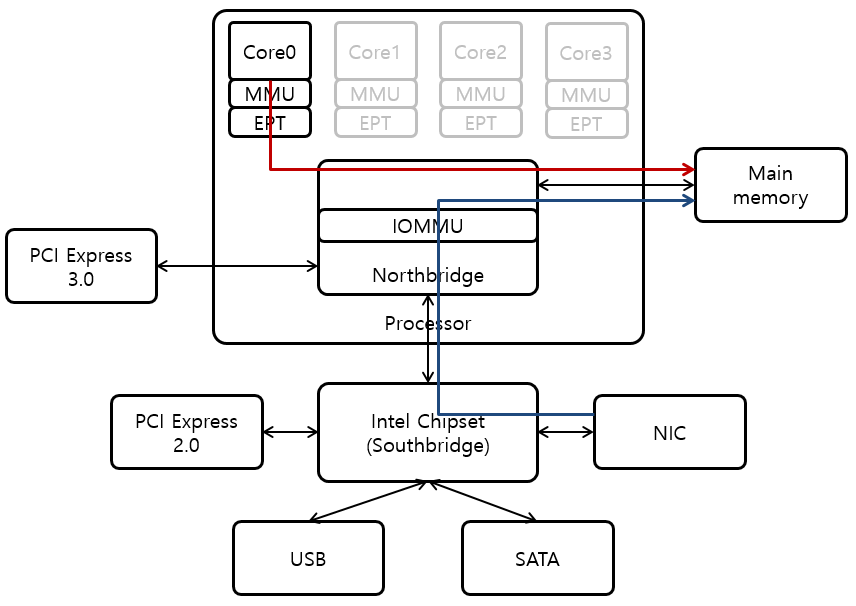 Core0
Core1
Core2
Core3
MMU
MMU
MMU
MMU
EPT
EPT
EPT
EPT
Main
memory
IOMMU
PCI Express
3.0
Northbridge
Processor
PCI Express
2.0
Intel Chipset
(Southbridge)
NIC
USB
SATA